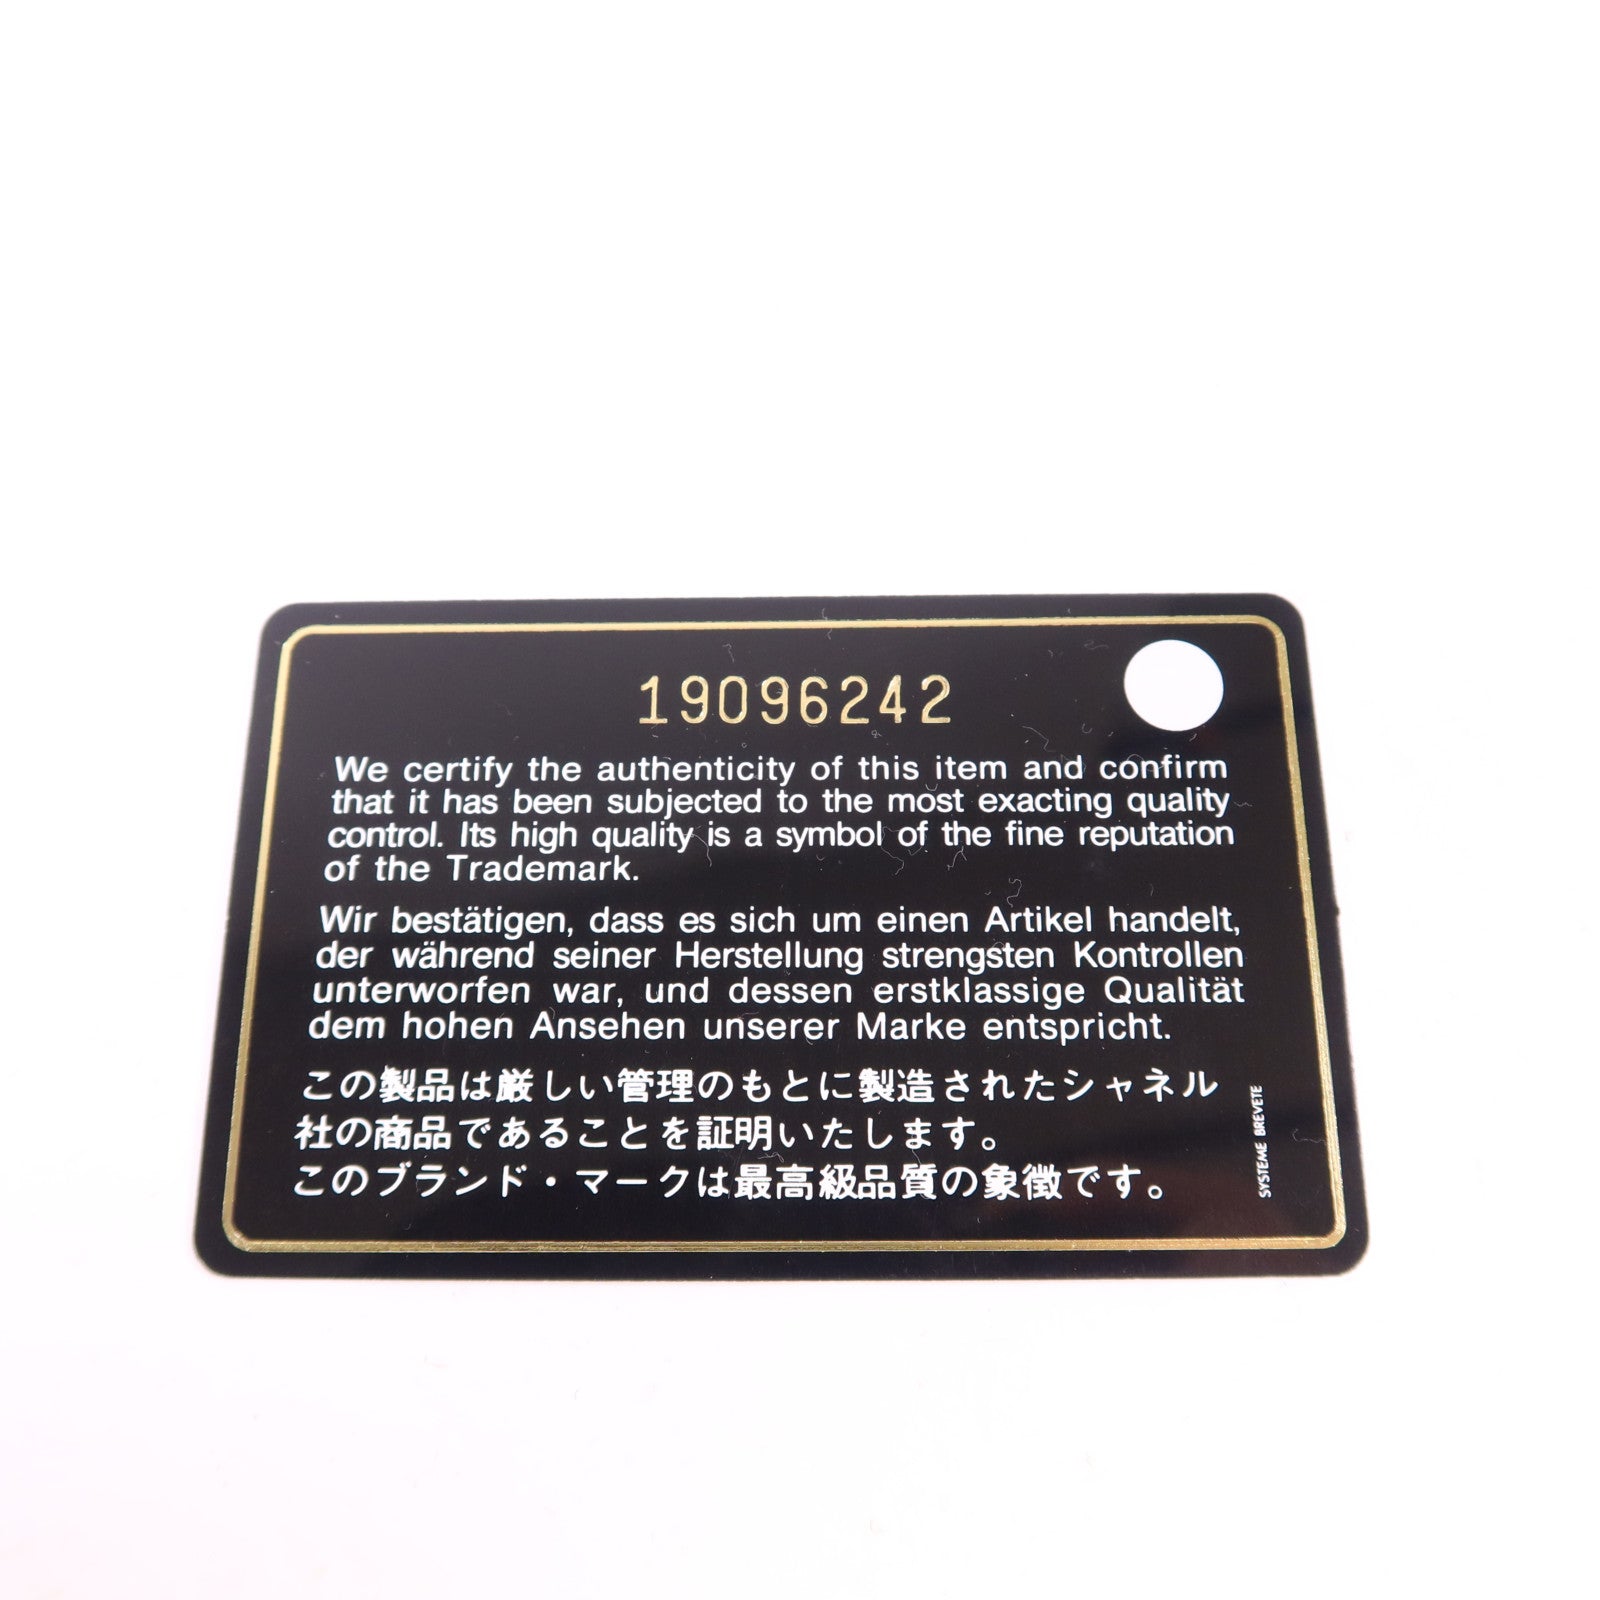 19096242
We certify the authenticity of this item and confirm
that it has been subjected to the most exacting quality
control. Its high quality is a symbol of the fine reputation
of the Trademark.
Wir bestätigen, dass es sich um einen Artikel handelt,
der während seiner Herstellung strengsten Kontrollen
unterworfen war, und dessen erstklassige Qualität
dem hohen Ansehen unserer Marke entspricht.
この製品は厳しい管理のもとに製造されたシャネル
社の商品であることを証明いたします。
このブランド・マークは最高級品質の象徴です。
SYSTEME BREVETE